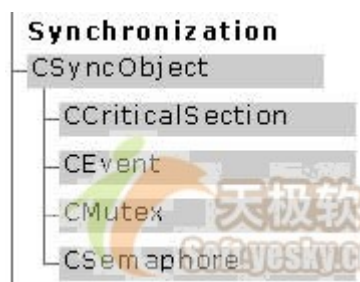 Synchronization
CSyncObject
CCriticalSection
CEvent
CMutex
天极软
CSemaphore
Soft.yesky.c